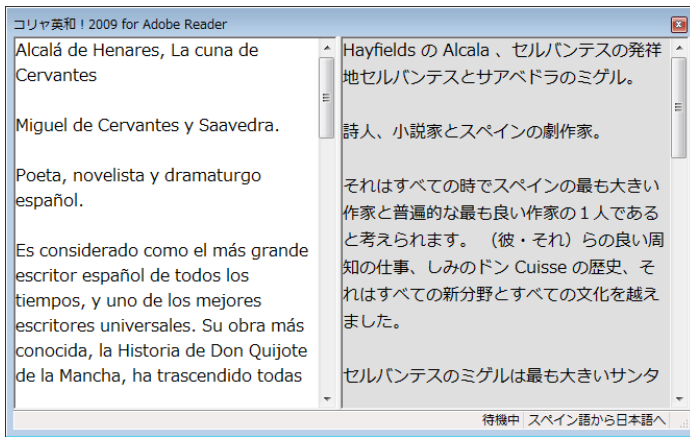 コリャ英和！2009 for Adobe Reader
Alcalá de Henares, La cuna de
Cervantes
Miguel de Cervantes y Saavedra.
Poeta, novelista y dramaturgo
español.
Es considerado como el más grande
escritor español de todos los
tiempos, y uno de los mejores
escritores universales. Su obra más
conocida, la Historia de Don Quijote
de la Mancha, ha trascendido todas
Hayfields の Alcala 、セルバンテスの発祥
地セルバンテスとサアベドラのミゲル。
詩人、小説家とスペインの劇作家。
それはすべての時でスペインの最も大きい
作家と普遍的な最も良い作家の１人である
と考えられます。 （彼・それ）らの良い周
知の仕事、しみのドン Cuisse の歴史、そ
れはすべての新分野とすべての文化を越え
ました。
セルバンテスのミゲルは最も大きいサンタ
待機中 スペイン語から日本語へ